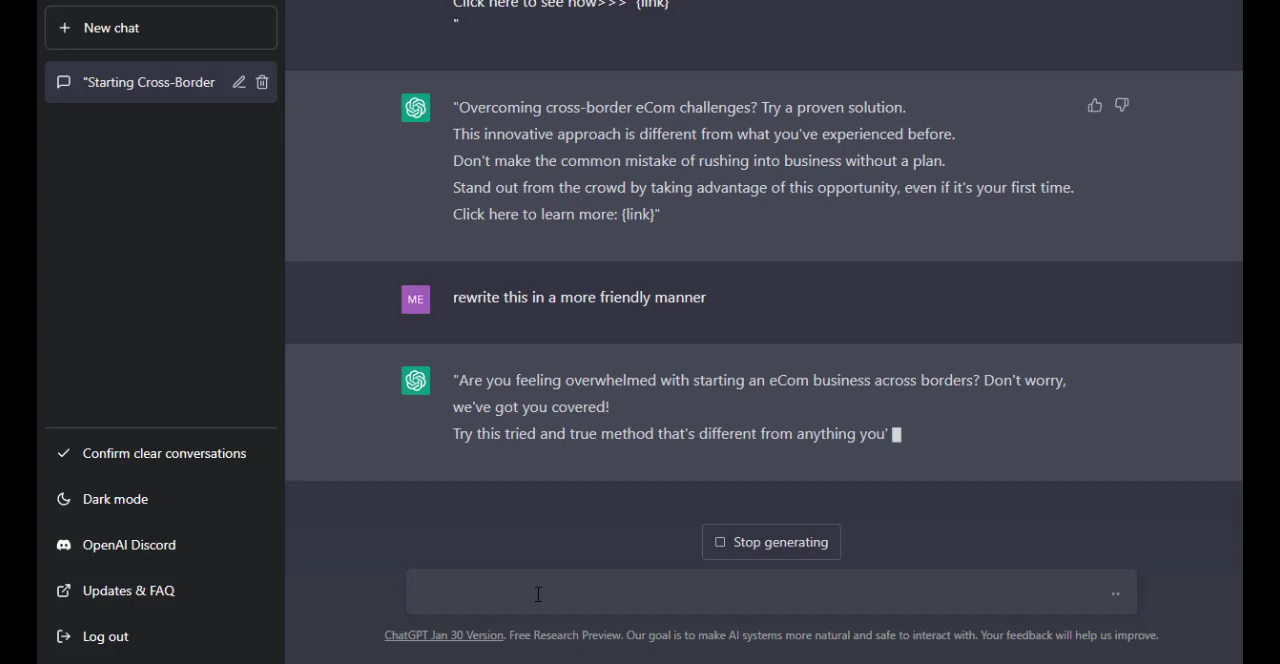 Click here to see now>>> {link}
"
New chat
"Starting Cross-Border
"Overcoming cross-border eCom challenges? Try a proven solution.
This innovative approach is different from what you've experienced before.
Don't make the common mistake of rushing into business without a plan.
Stand out from the crowd by taking advantage of this opportunity, even if it's your first time.
Click here to learn more: {link}"
ME
rewrite this in a more friendly manner
"Are you feeling overwhelmed with starting an eCom business across borders? Don't worry,
we've got you covered!
Try this tried and true method that's different from anything you'
Confirm clear conversations
Dark mode
OpenAI Discord
Updates & FAQ
Log out
Stop generating
ChatGPT Jan 30 Version. Free Research Preview. Our goal is to make AI systems more natural and safe to interact with. Your feedback will help us improve.